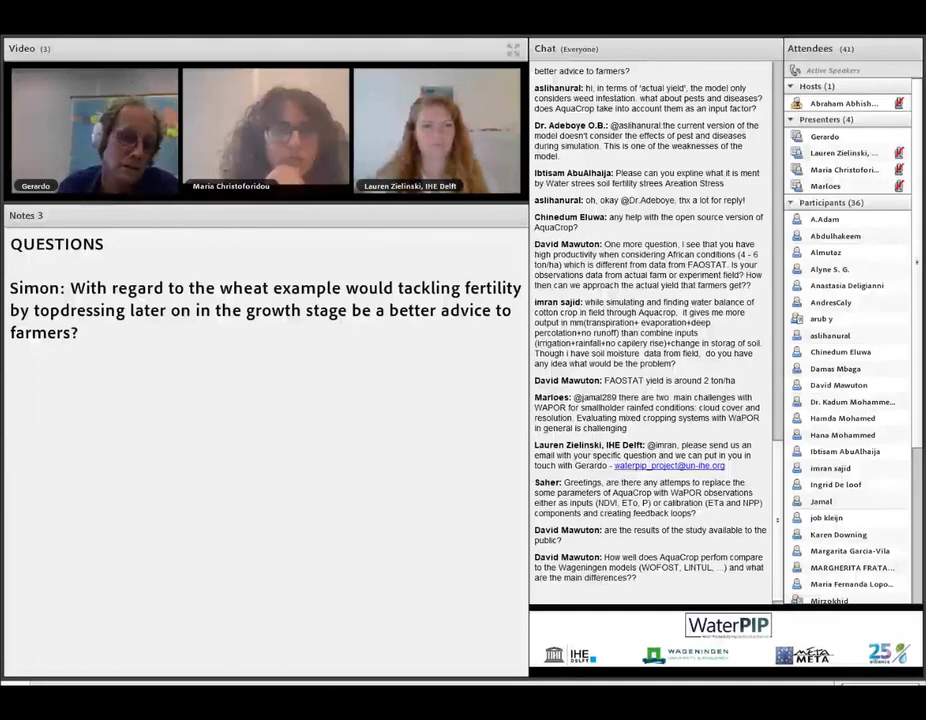 Video (3)
Gerardo
Maria Christoforidou
Lauren Zielinski, IHE Delft
Notes 3
QUESTIONS
Simon: With regard to the wheat example would tackling fertility
by topdressing later on in the growth stage be a better advice to
farmers?
Chat (Everyone)
better advice to farmers?
aslihanural: hi, in terms of 'actual yield', the model only
considers weed infestation. what about pests and diseases?
does AquaCrop take into account them as an input factor?
Dr. Adeboye O.B.: @aslihanural:the current version of the
model doesn't consider the effects of pest and diseases
during simulation. This is one of the weakness of the
model.
Ibtisam AbuAlhaija: Please can you expline what it is ment
by Water strees soil fertility strees Areation Stress
aslihanural: oh, okay @Dr.Adeboye, thx a lot for reply!
Chinedum Eluwa: any help with the open source version of
AquaCrop?
David Mawuton: One more question, I see that you have
high productivity when considering African conditions (4 - 6
ton/ha) which is different from data from FAOSTAT. Is your
observations data from actual farm or experiment field? How
then can we approach the actual yield that farmers get??
imran sajid: while simulating and finding water balance of
cotton crop in field through Aquacrop, it gives me more
output in mm(transpiration+ evaporation+deep
percolation+no runoff) than combine inputs
(irrigation+rainfall+no capilery rise)+change in storag of soil.
Though i have soil moisture data from field, do you have
any idea what would be the problem?
David Mawuton: FAOSTAT yield is around 2 ton/ha
Marloes: @jamal289 there are two main challenges with
WAPOR for smallholder rainfed conditions: cloud cover and
resolution. Evaluating mixed cropping systems with WaPOR
in general is challenging
Lauren Zielinski, IHE Delft: @imran, please send us an
email with your specific question and we can put in you in
touch with Gerardo - waterpip_project@un-ihe.org
Saher: Greetings, are there any attemps to replace the
some parameters of AquaCrop with WaPOR observations
either as inputs (NDVI, ETo, P) or calibration (ETa and NPP)
components and creating feedback loops?
David Mawuton: are the results of the study available to the
public?
David Mawuton: How well does AquaCrop perfom compare
to the Wageningen models (WOFOST, LINTUL, ...) and what
are the main differences??
Attendees (41)
Active Speakers
Hosts (1)
Abraham Abhish...
Presenters (4)
Gerardo
Lauren Zielinski, ...
Maria Christofori...
Marloes
Participants (36)
A.Adam
Abdulhakeem
Almutaz
Alyne S. G.
Anastasia Deligianni
AndresCaly
arub y
aslihanural
Chinedum Eluwa
Damas Mbaga
David Mawuton
Dr. Kadum Mohamme...
Hamda Mohamed
Hana Mohammed
Ibtisam AbuAlhaija
imran sajid
Ingrid De loof
Jamal
job kleijn
Karen Downing
Margarita Garcia-Vila
MARGHERITA FRATA...
Maria Fernanda Lopo...
Mirzokhid
WaterPIP
IHE
DELFT
WAGENINGEN
META
META
25